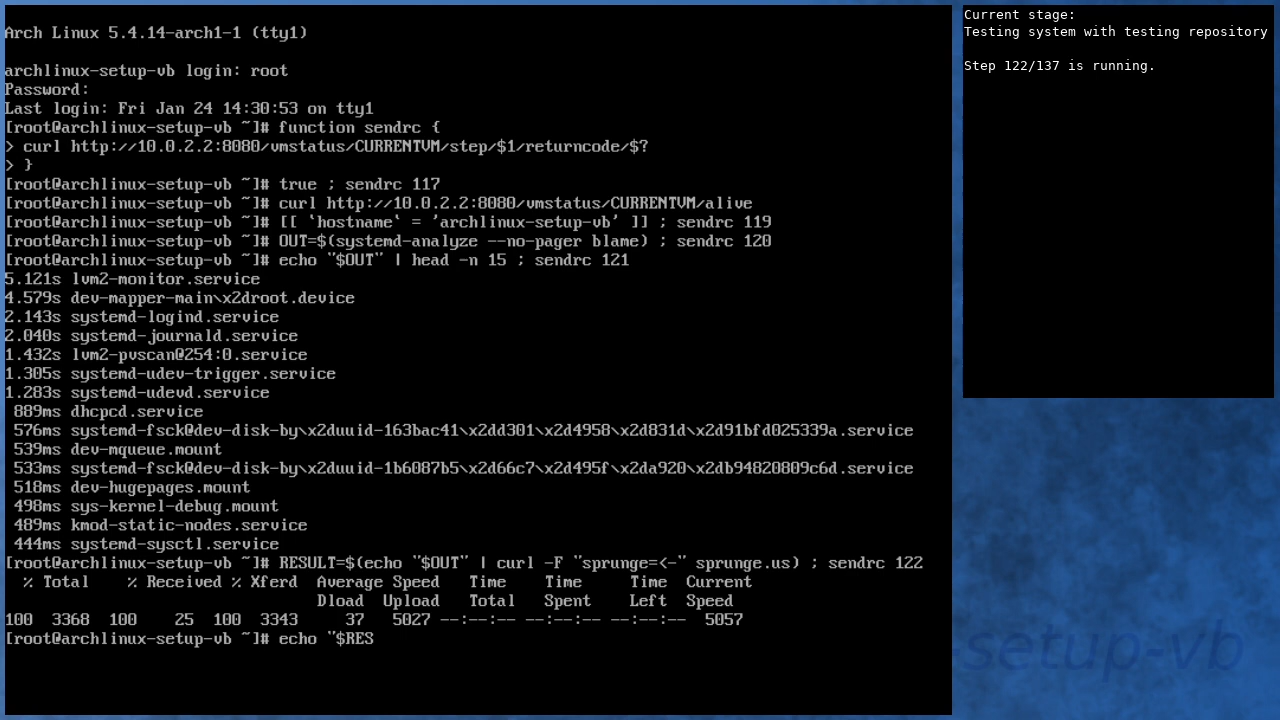 Arch Linux 5.4.14-arch1-1 (tty1)
archlinux-setup-vb login: root
Password:
Last login: Fri Jan 24 14:30:53 on tty1
[root@archlinux-setup-vb ~]# function sendrc {
> curl http://10.0.2.2:8080/vmstatus/CURRENTVM/step/$1/returncode/$?
> }
[root@archlinux-setup-vb ~]# true ; sendrc 117
[root@archlinux-setup-vb ~]# curl http://10.0.2.2:8080/vmstatus/CURRENTVM/alive
[root@archlinux-setup-vb ~]# [[ `hostname` = 'archlinux-setup-vb' ]] ; sendrc 119
[root@archlinux-setup-vb ~]# OUT=$(systemd-analyze --no-pager blame) ; sendrc 120
[root@archlinux-setup-vb ~]# echo "$OUT" | head -n 15 ; sendrc 121
5.121s lvm2-monitor.service
4.579s dev-mapper-main\x2droot.device
2.143s systemd-logind.service
2.040s systemd-journald.service
1.432s lvm2-pvscan@254:0.service
1.305s systemd-udev-trigger.service
1.283s systemd-udevd.service
889ms dhcpcd.service
576ms systemd-fsck@dev-disk-by\x2duuid-163bac41\x2dd301\x2d4958\x2d831d\x2d91bfd025339a.service
539ms dev-mqueue.mount
533ms systemd-fsck@dev-disk-by\x2duuid-1b6087b5\x2d66c7\x2d495f\x2da920\x2db94820809c6d.service
518ms dev-hugepages.mount
498ms sys-kernel-debug.mount
489ms kmod-static-nodes.service
444ms systemd-sysctl.service
[root@archlinux-setup-vb ~]# RESULT=$(echo "$OUT" | curl -F "sprunge=<-" sprunge.us) ; sendrc 122
% Total % Received % Xferd Average Speed Time Time Time Current
Dload Upload Total Spent Left Speed
100 3368 100 25 100 3343 37 5027 --:--:-- --:--:-- --:--:-- 5057
[root@archlinux-setup-vb ~]# echo "$RES
Current stage:
Testing system with testing repository
Step 122/137 is running.
-setup-vb